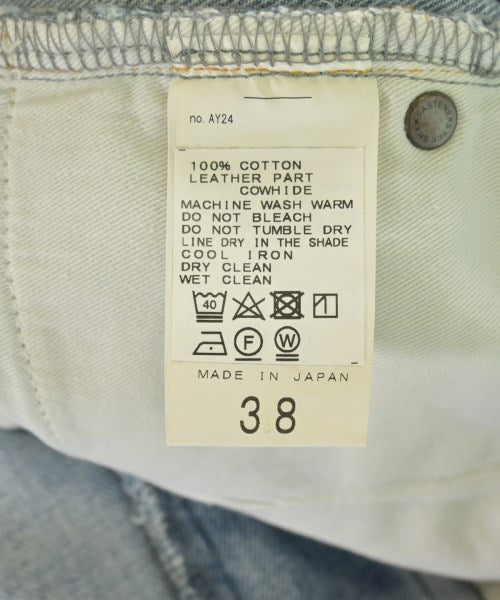 no. AY24
100% COTTON
LEATHER PART
COWHIDE
MACHINE WASH WARM
DO NOT BLEACH
DO NOT TUMBLE DRY
LINE DRY IN THE SHADE
COOL IRON
DRY CLEAN
WET CLEAN
40
F W
MADE IN JAPAN
38